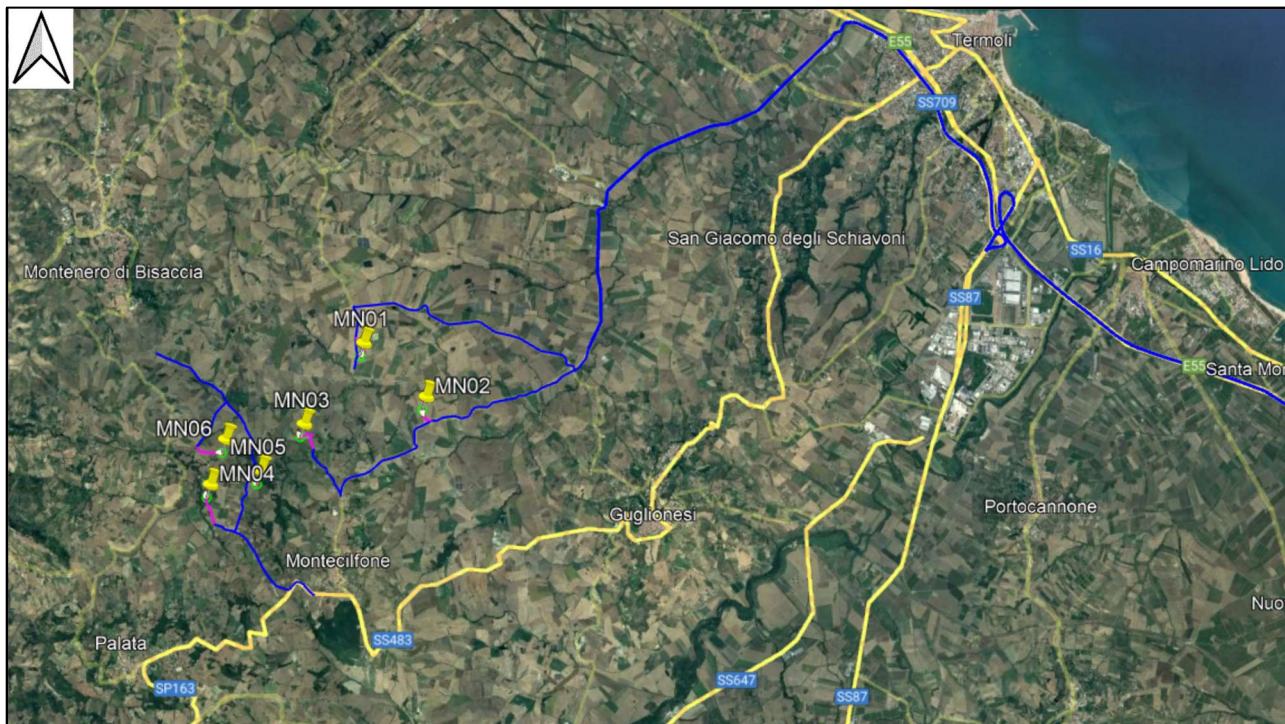 Termoli
E55
SS709
San Giacomo degli Schiavoni
SS16
Campomarino Lido
Montenero di Bisaccia
SS87
MN01
E55
Santa Mor
MN02
MN03
MN06
MN05
MN04
Guglionesi
Portocannone
Montecilfone
Nuo
Palata
SS483
SP163
SS647
SS87